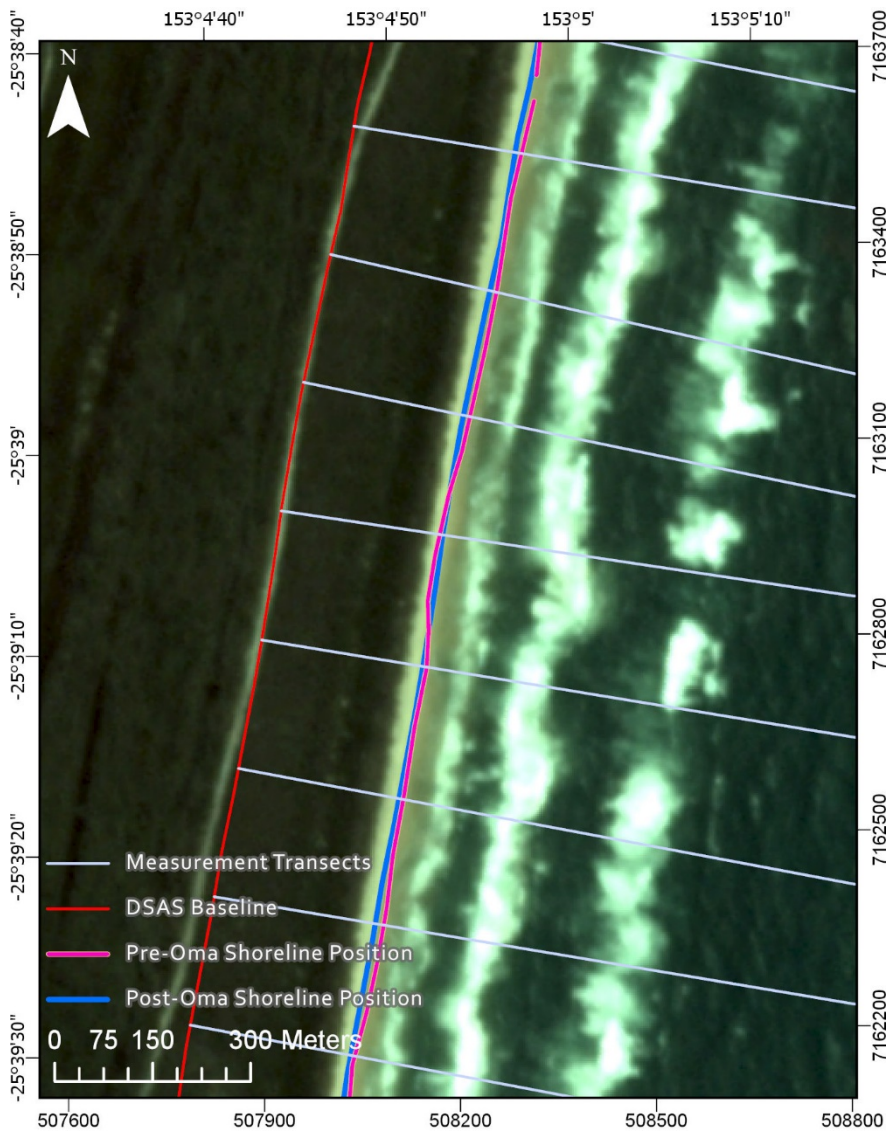 153°4'40" 153°4'50" 153°5' 153°5'10"
-25°38'40"
-25°38'50"
-25°39'
-25°39'10"
-25°39'20"
-25°39'30"
N
7163700
7163400
7163100
7162800
7162500
7162200
Measurement Transects
DSAS Baseline
Pre-Oma Shoreline Position
Post-Oma Shoreline Position
0 75 150 300 Meters
507600 507900 508200 508500 508800